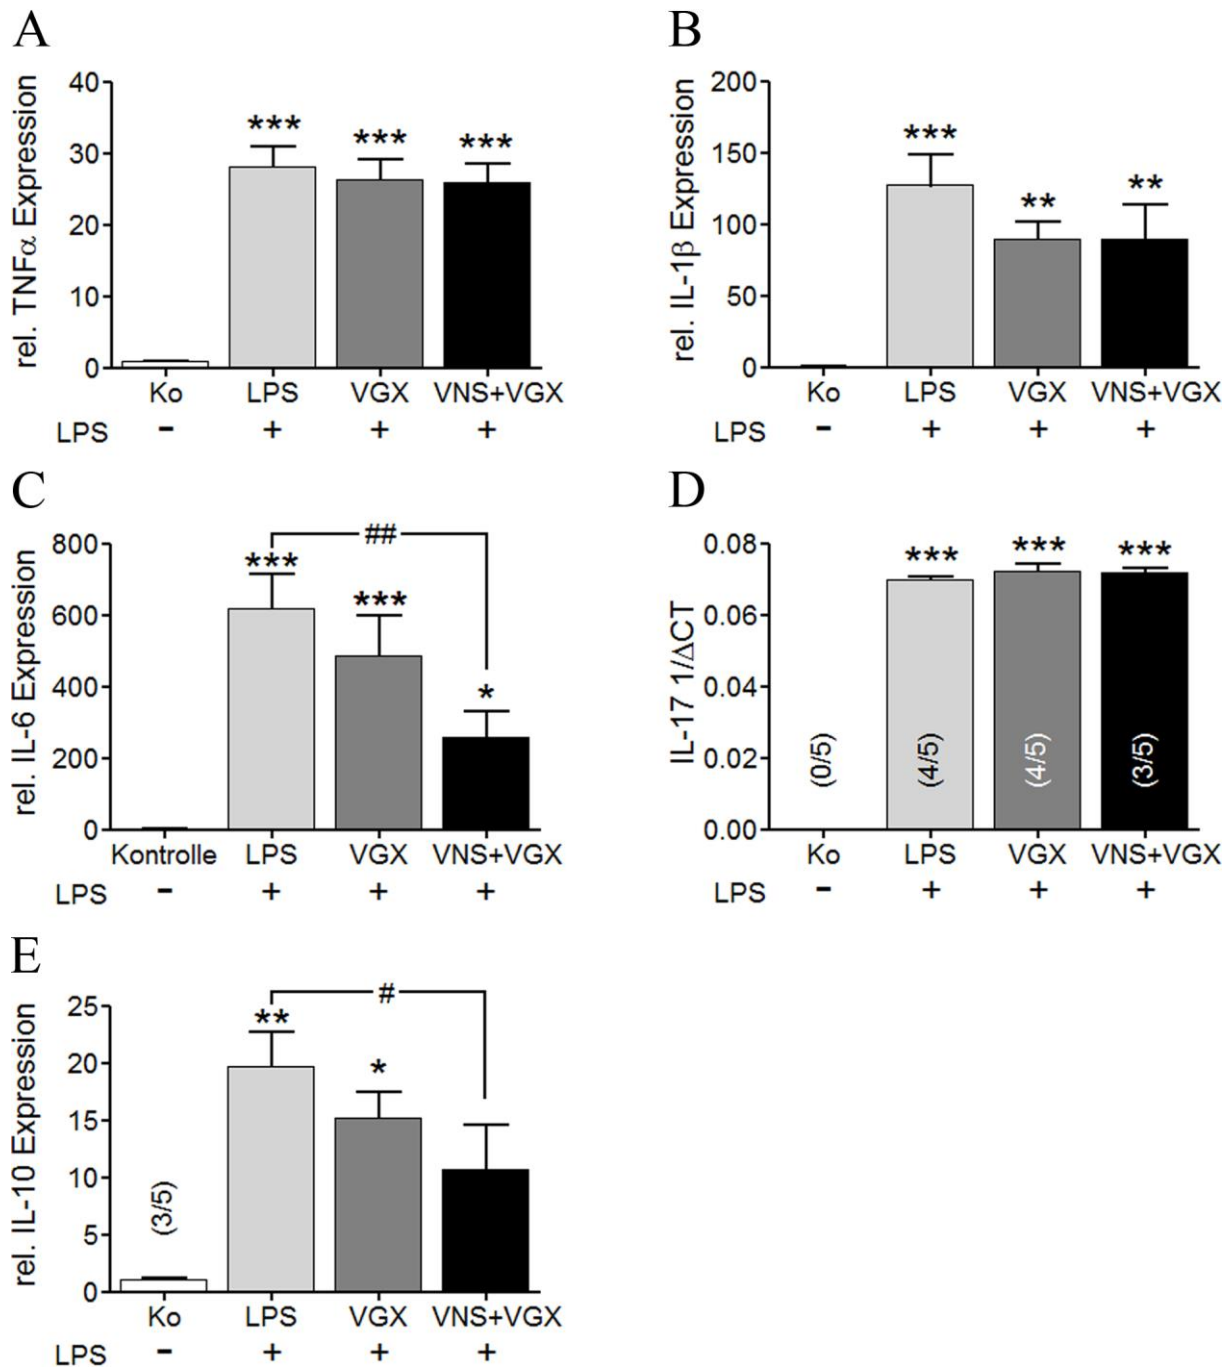 A
rel. TNFα Expression
40
30
20
10
0
***
***
***
Ko LPS VGX VNS+VGX
LPS - + + +
B
rel. IL-1β Expression
200
150
100
50
0
***
**
**
Ko LPS VGX VNS+VGX
LPS - + + +
C
rel. IL-6 Expression
800
600
400
200
0
##
***
***
*
Kontrolle LPS VGX VNS+VGX
LPS - + + +
D
IL-17 1/ΔCT
0.08
0.06
0.04
0.02
0.00
***
***
***
(0/5) (4/5) (4/5) (3/5)
Ko LPS VGX VNS+VGX
LPS - + + +
E
rel. IL-10 Expression
25
20
15
10
5
0
#
**
*
(3/5)
Ko LPS VGX VNS+VGX
LPS - + + +